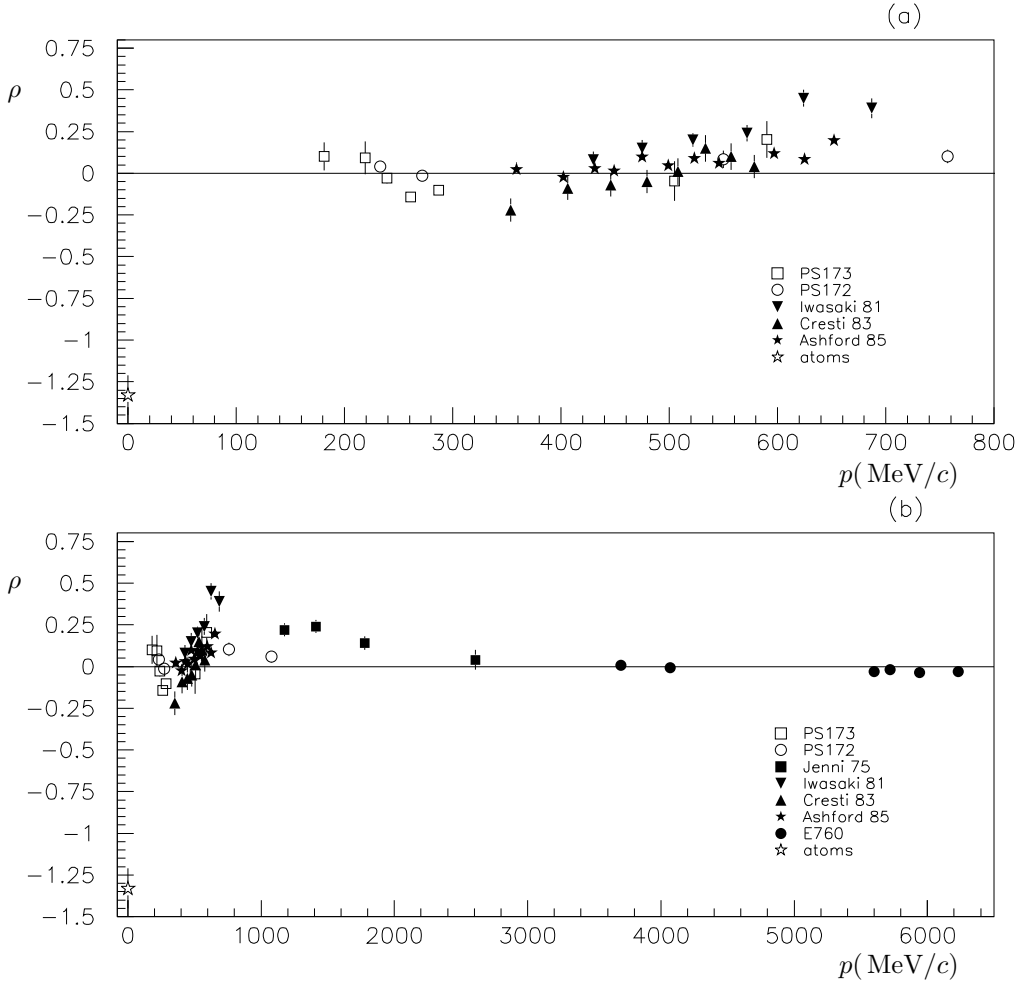 (a)
0.75
0.5
ρ
0.25
0
−0.25
−0.5
−0.75
−1
−1.25
−1.5
PS173
PS172
Iwasaki 81
Cresti 83
Ashford 85
atoms
0 100 200 300 400 500 600 700 800
p( MeV/c)
(b)
0.75
0.5
ρ
0.25
0
−0.25
−0.5
−0.75
−1
−1.25
−1.5
PS173
PS172
Jenni 75
Iwasaki 81
Cresti 83
Ashford 85
E760
atoms
0 1000 2000 3000 4000 5000 6000
p( MeV/c)